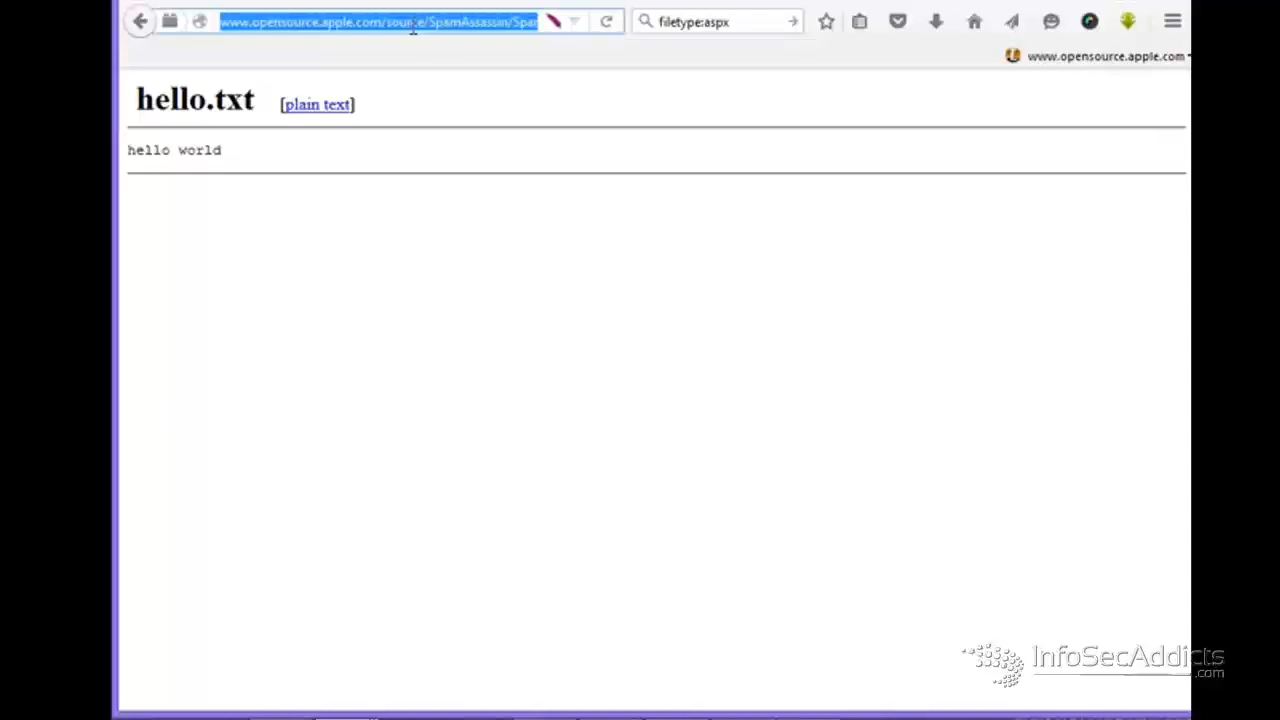 www.opensource.apple.com/source/SpamAssassin/Spa
filetype:aspx
www.opensource.apple.com
hello.txt [plain text]
hello world
InfoSecAddicts
.com